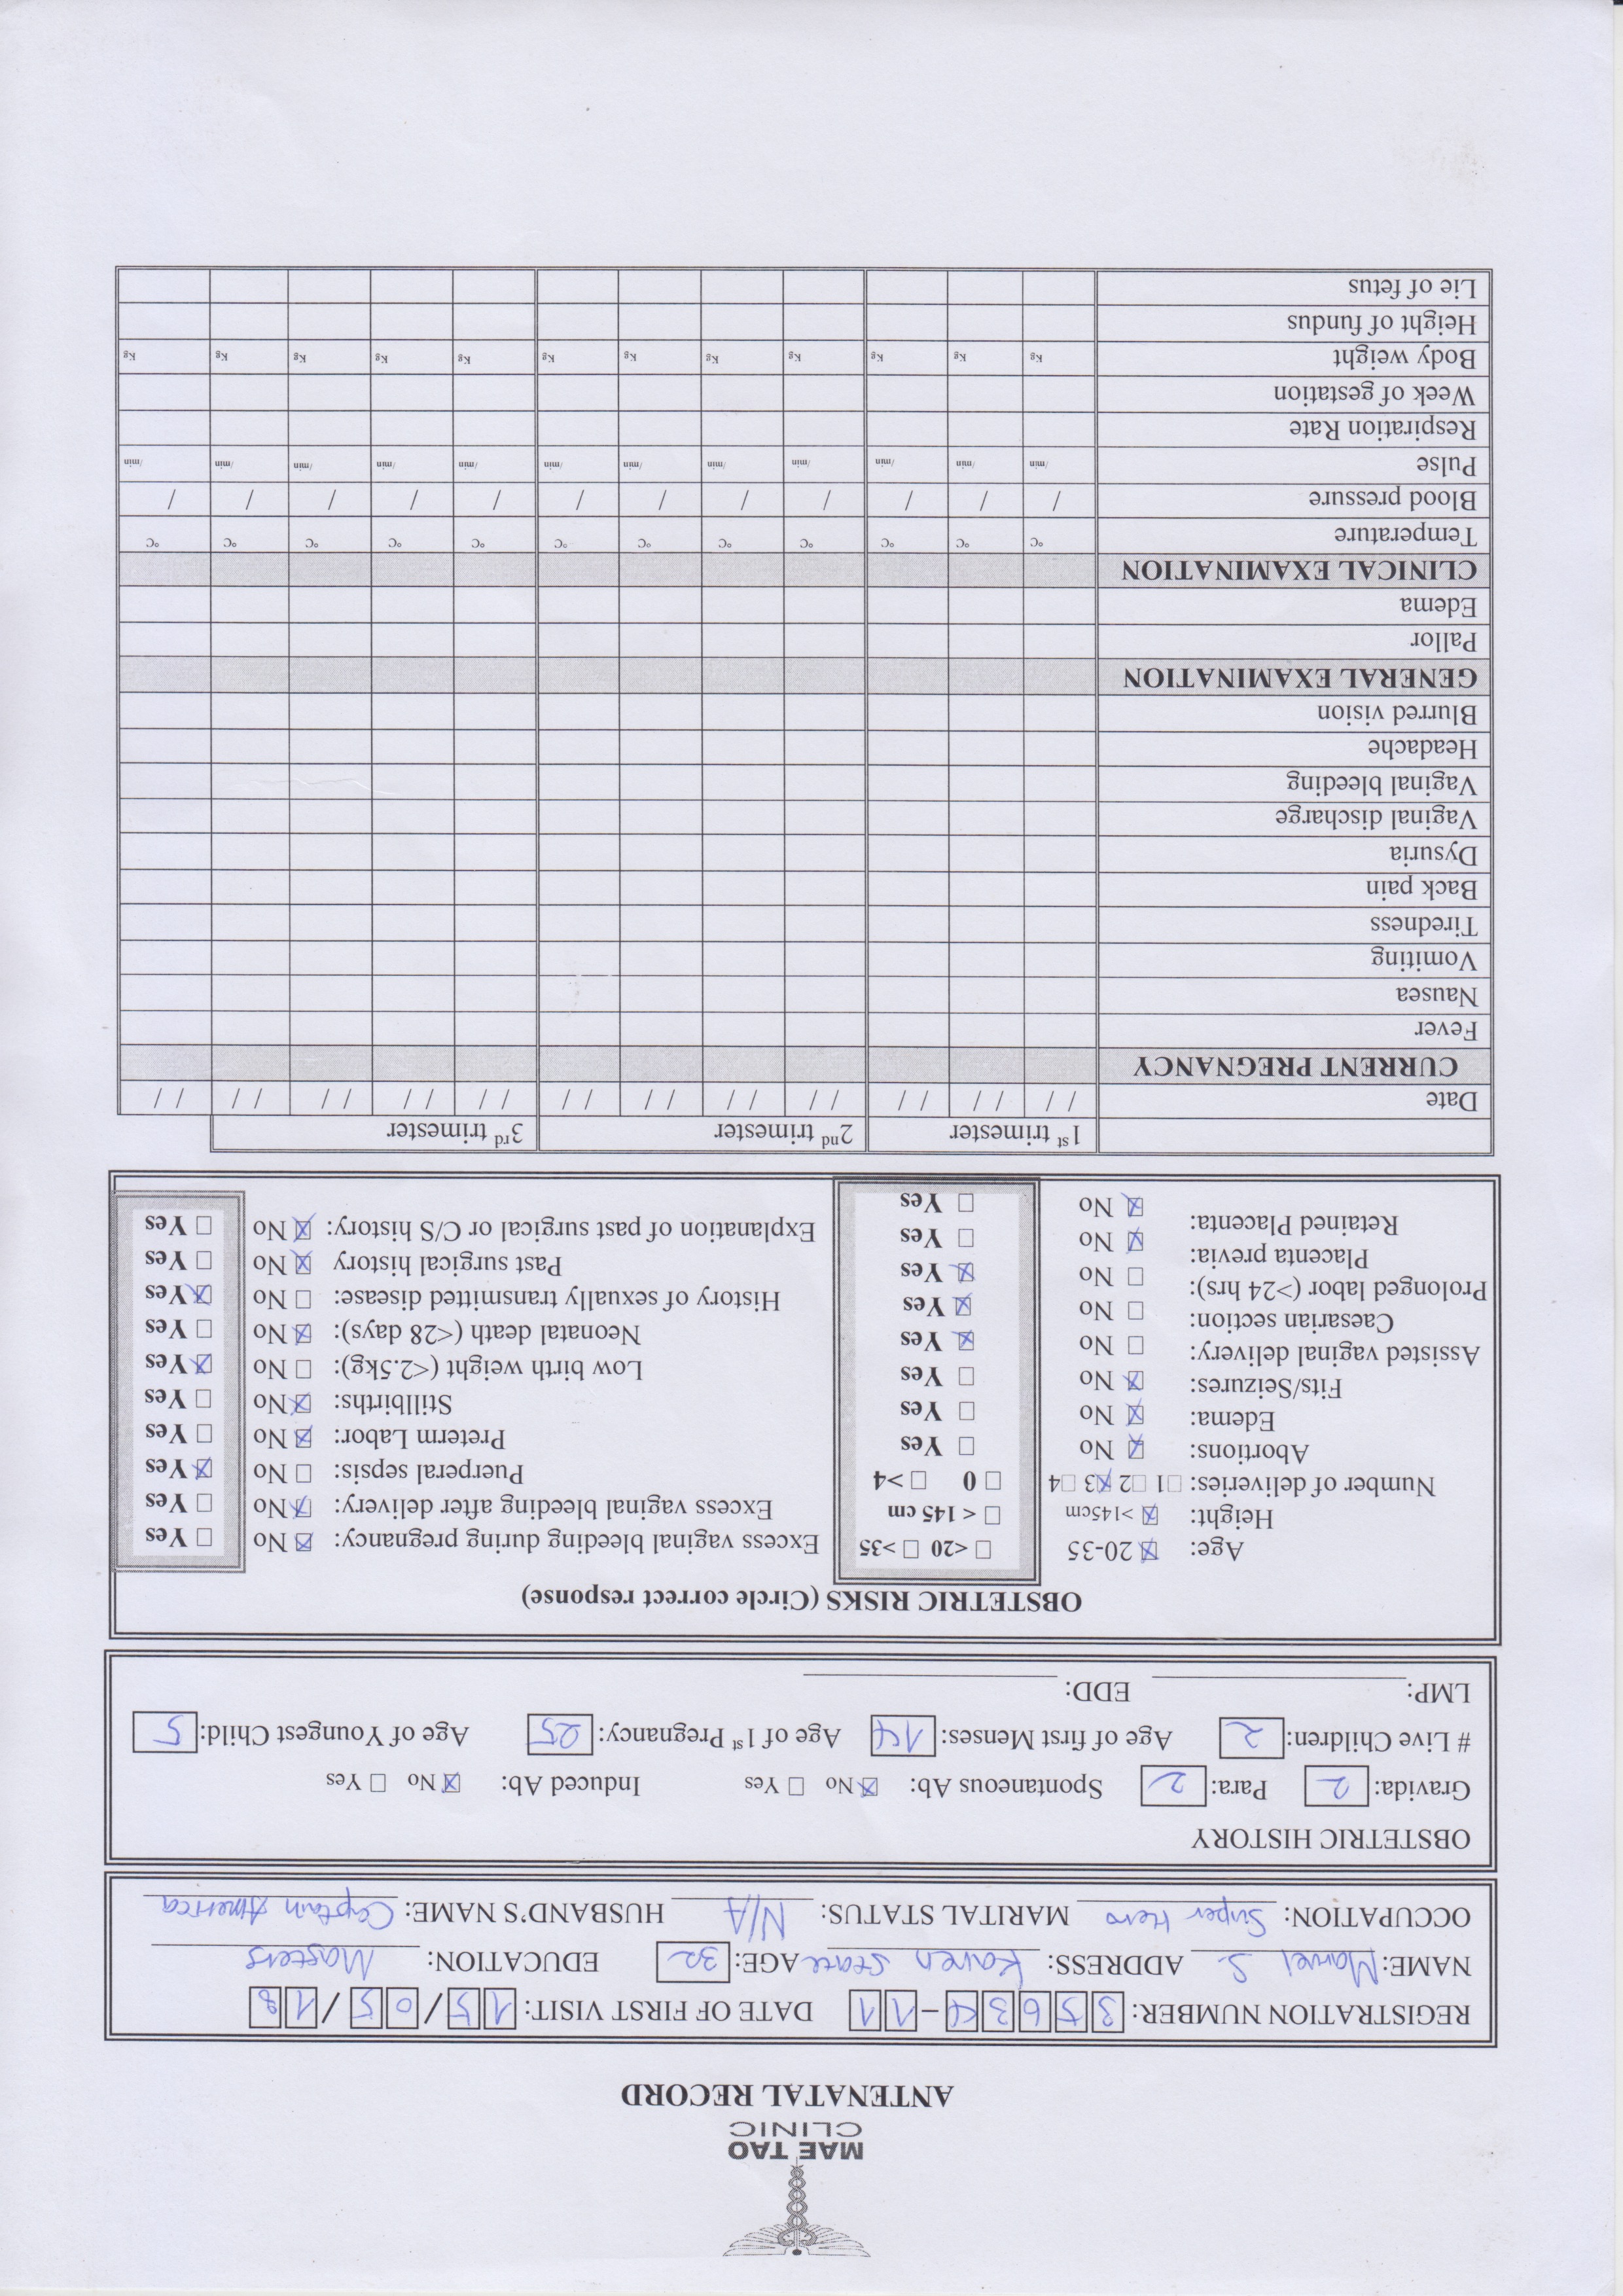 MAE TAO
CLINIC
ANTENATAL RECORD
REGISTRATION NUMBER: 35634-11 DATE OF FIRST VISIT: 15/05/18
NAME: Marvel S. ADDRESS: Karen State AGE: 32 EDUCATION: Masters
OCCUPATION: Super Hero MARITAL STATUS: N/A HUSBAND'S NAME: Captain America
OBSTETRIC HISTORY
Gravida: 2 Para: 2 Spontaneous Ab: ☒ No ☐ Yes Induced Ab: ☒ No ☐ Yes
# Live Children: 2 Age of first Menses: 14 Age of 1st Pregnancy: 25 Age of Youngest Child: 5
LMP: EDD:
OBSTETRIC RISKS (Circle correct response)
Age: ☒ 20-35 ☐ <20 ☐ >35 Excess vaginal bleeding during pregnancy: ☒ No ☐ Yes
Height: ☒ >145cm ☐ < 145 cm Excess vaginal bleeding after delivery: ☒ No ☐ Yes
Number of deliveries: ☐1 ☐2 ☒3 ☐4 ☐ 0 ☐ >4 Puerperal sepsis: ☐ No ☒ Yes
Abortions: ☒ No ☐ Yes Preterm Labor: ☒ No ☐ Yes
Edema: ☒ No ☐ Yes Stillbirths: ☒ No ☐ Yes
Fits/Seizures: ☒ No ☐ Yes Low birth weight (<2.5kg): ☐ No ☒ Yes
Assisted vaginal delivery: ☐ No ☒ Yes Neonatal death (<28 days): ☒ No ☐ Yes
Caesarian section: ☐ No ☒ Yes History of sexually transmitted disease: ☐ No ☒ Yes
Prolonged labor (>24 hrs): ☐ No ☒ Yes Past surgical history ☒ No ☐ Yes
Placenta previa: ☒ No ☐ Yes Explanation of past surgical or C/S history: ☒ No ☐ Yes
Retained Placenta: ☒ No ☐ Yes
1st trimester 2nd trimester 3rd trimester
Date / / / / / / / / / / / / / / / / / / / / / / / /
CURRENT PREGNANCY
Fever
Nausea
Vomiting
Tiredness
Back pain
Dysuria
Vaginal discharge
Vaginal bleeding
Headache
Blurred vision
GENERAL EXAMINATION
Pallor
Edema
CLINICAL EXAMINATION
Temperature °C °C °C °C °C °C °C °C °C °C °C °C
Blood pressure / / / / / / / / / / / /
Pulse /min /min /min /min /min /min /min /min /min /min /min /min
Respiration Rate
Week of gestation
Body weight Kg Kg Kg Kg Kg Kg Kg Kg Kg Kg Kg Kg
Height of fundus
Lie of fetus